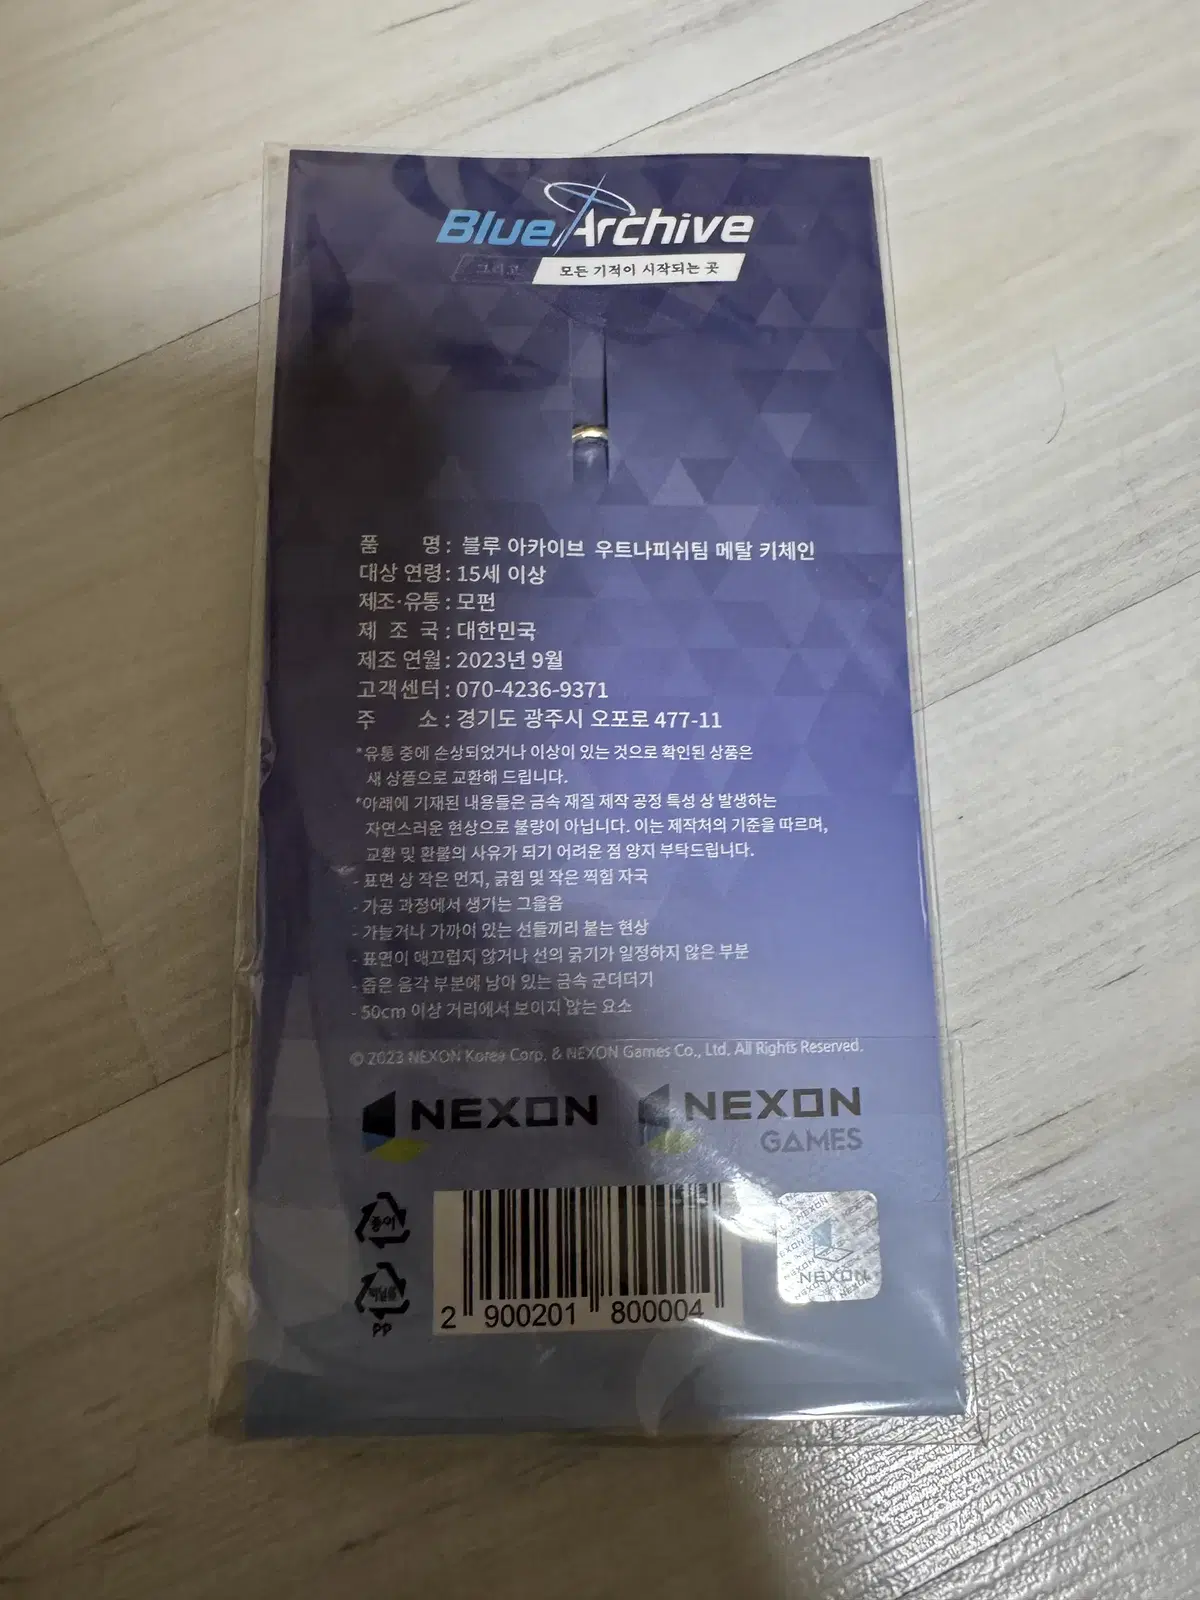 Blue Archive
그리고 모든 기적이 시작되는 곳
품 명: 블루 아카이브 우트나피쉬팀 메탈 키체인
대상 연령: 15세 이상
제조·유통: 모펀
제 조 국: 대한민국
제조 연월: 2023년 9월
고객센터: 070-4236-9371
주 소: 경기도 광주시 오포로 477-11
*유통 중에 손상되었거나 이상이 있는 것으로 확인된 상품은
새 상품으로 교환해 드립니다.
*아래에 기재된 내용들은 금속 재질 제작 공정 특성 상 발생하는
자연스러운 현상으로 불량이 아닙니다. 이는 제작처의 기준을 따르며,
교환 및 환불의 사유가 되기 어려운 점 양지 부탁드립니다.
- 표면 상 작은 먼지, 긁힘 및 작은 찍힘 자국
- 가공 과정에서 생기는 그을음
- 가늘거나 가까이 있는 선들끼리 붙는 현상
- 표면이 매끄럽지 않거나 선의 굵기가 일정하지 않은 부분
- 좁은 음각 부분에 남아 있는 금속 군더더기
- 50cm 이상 거리에서 보이지 않는 요소
© 2023 NEXON Korea Corp. & NEXON Games Co., Ltd. All Rights Reserved.
NEXON
NEXON
GAMES
종이
PP
2 900201 800004
NEXON